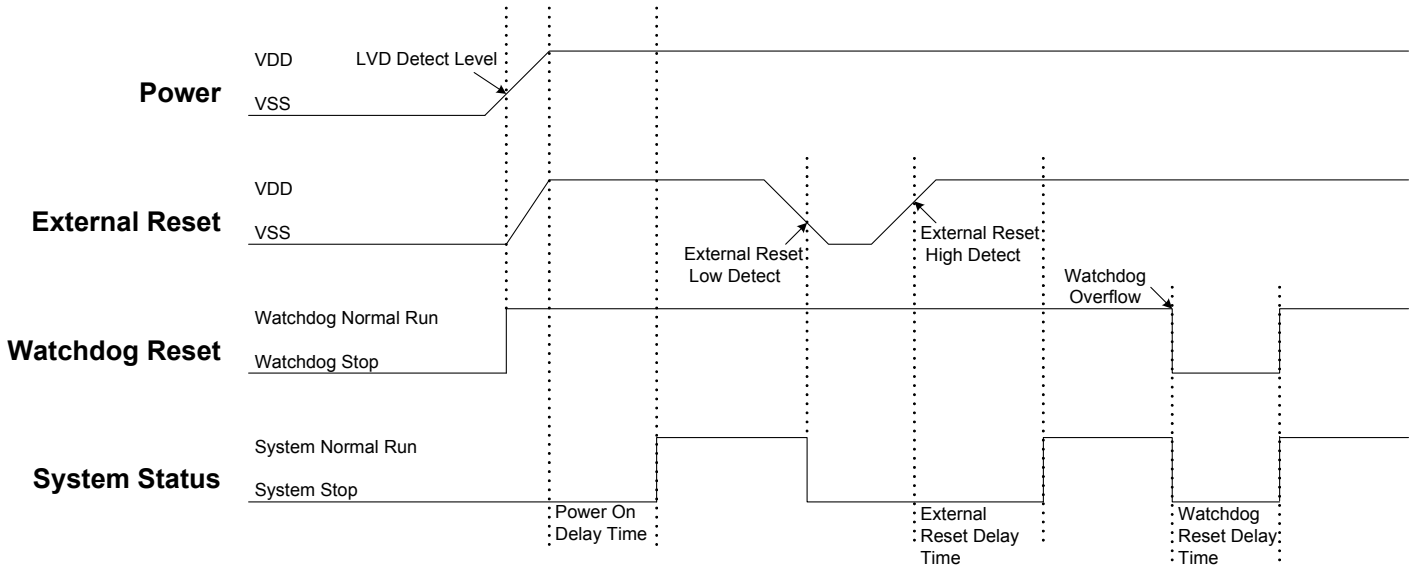 Power
VDD
VSS
LVD Detect Level
External Reset
VDD
VSS
External Reset
Low Detect
External Reset
High Detect
Watchdog Reset
Watchdog Normal Run
Watchdog Stop
Watchdog
Overflow
System Status
System Normal Run
System Stop
Power On
Delay Time
External
Reset Delay
Time
Watchdog
Reset Delay
Time